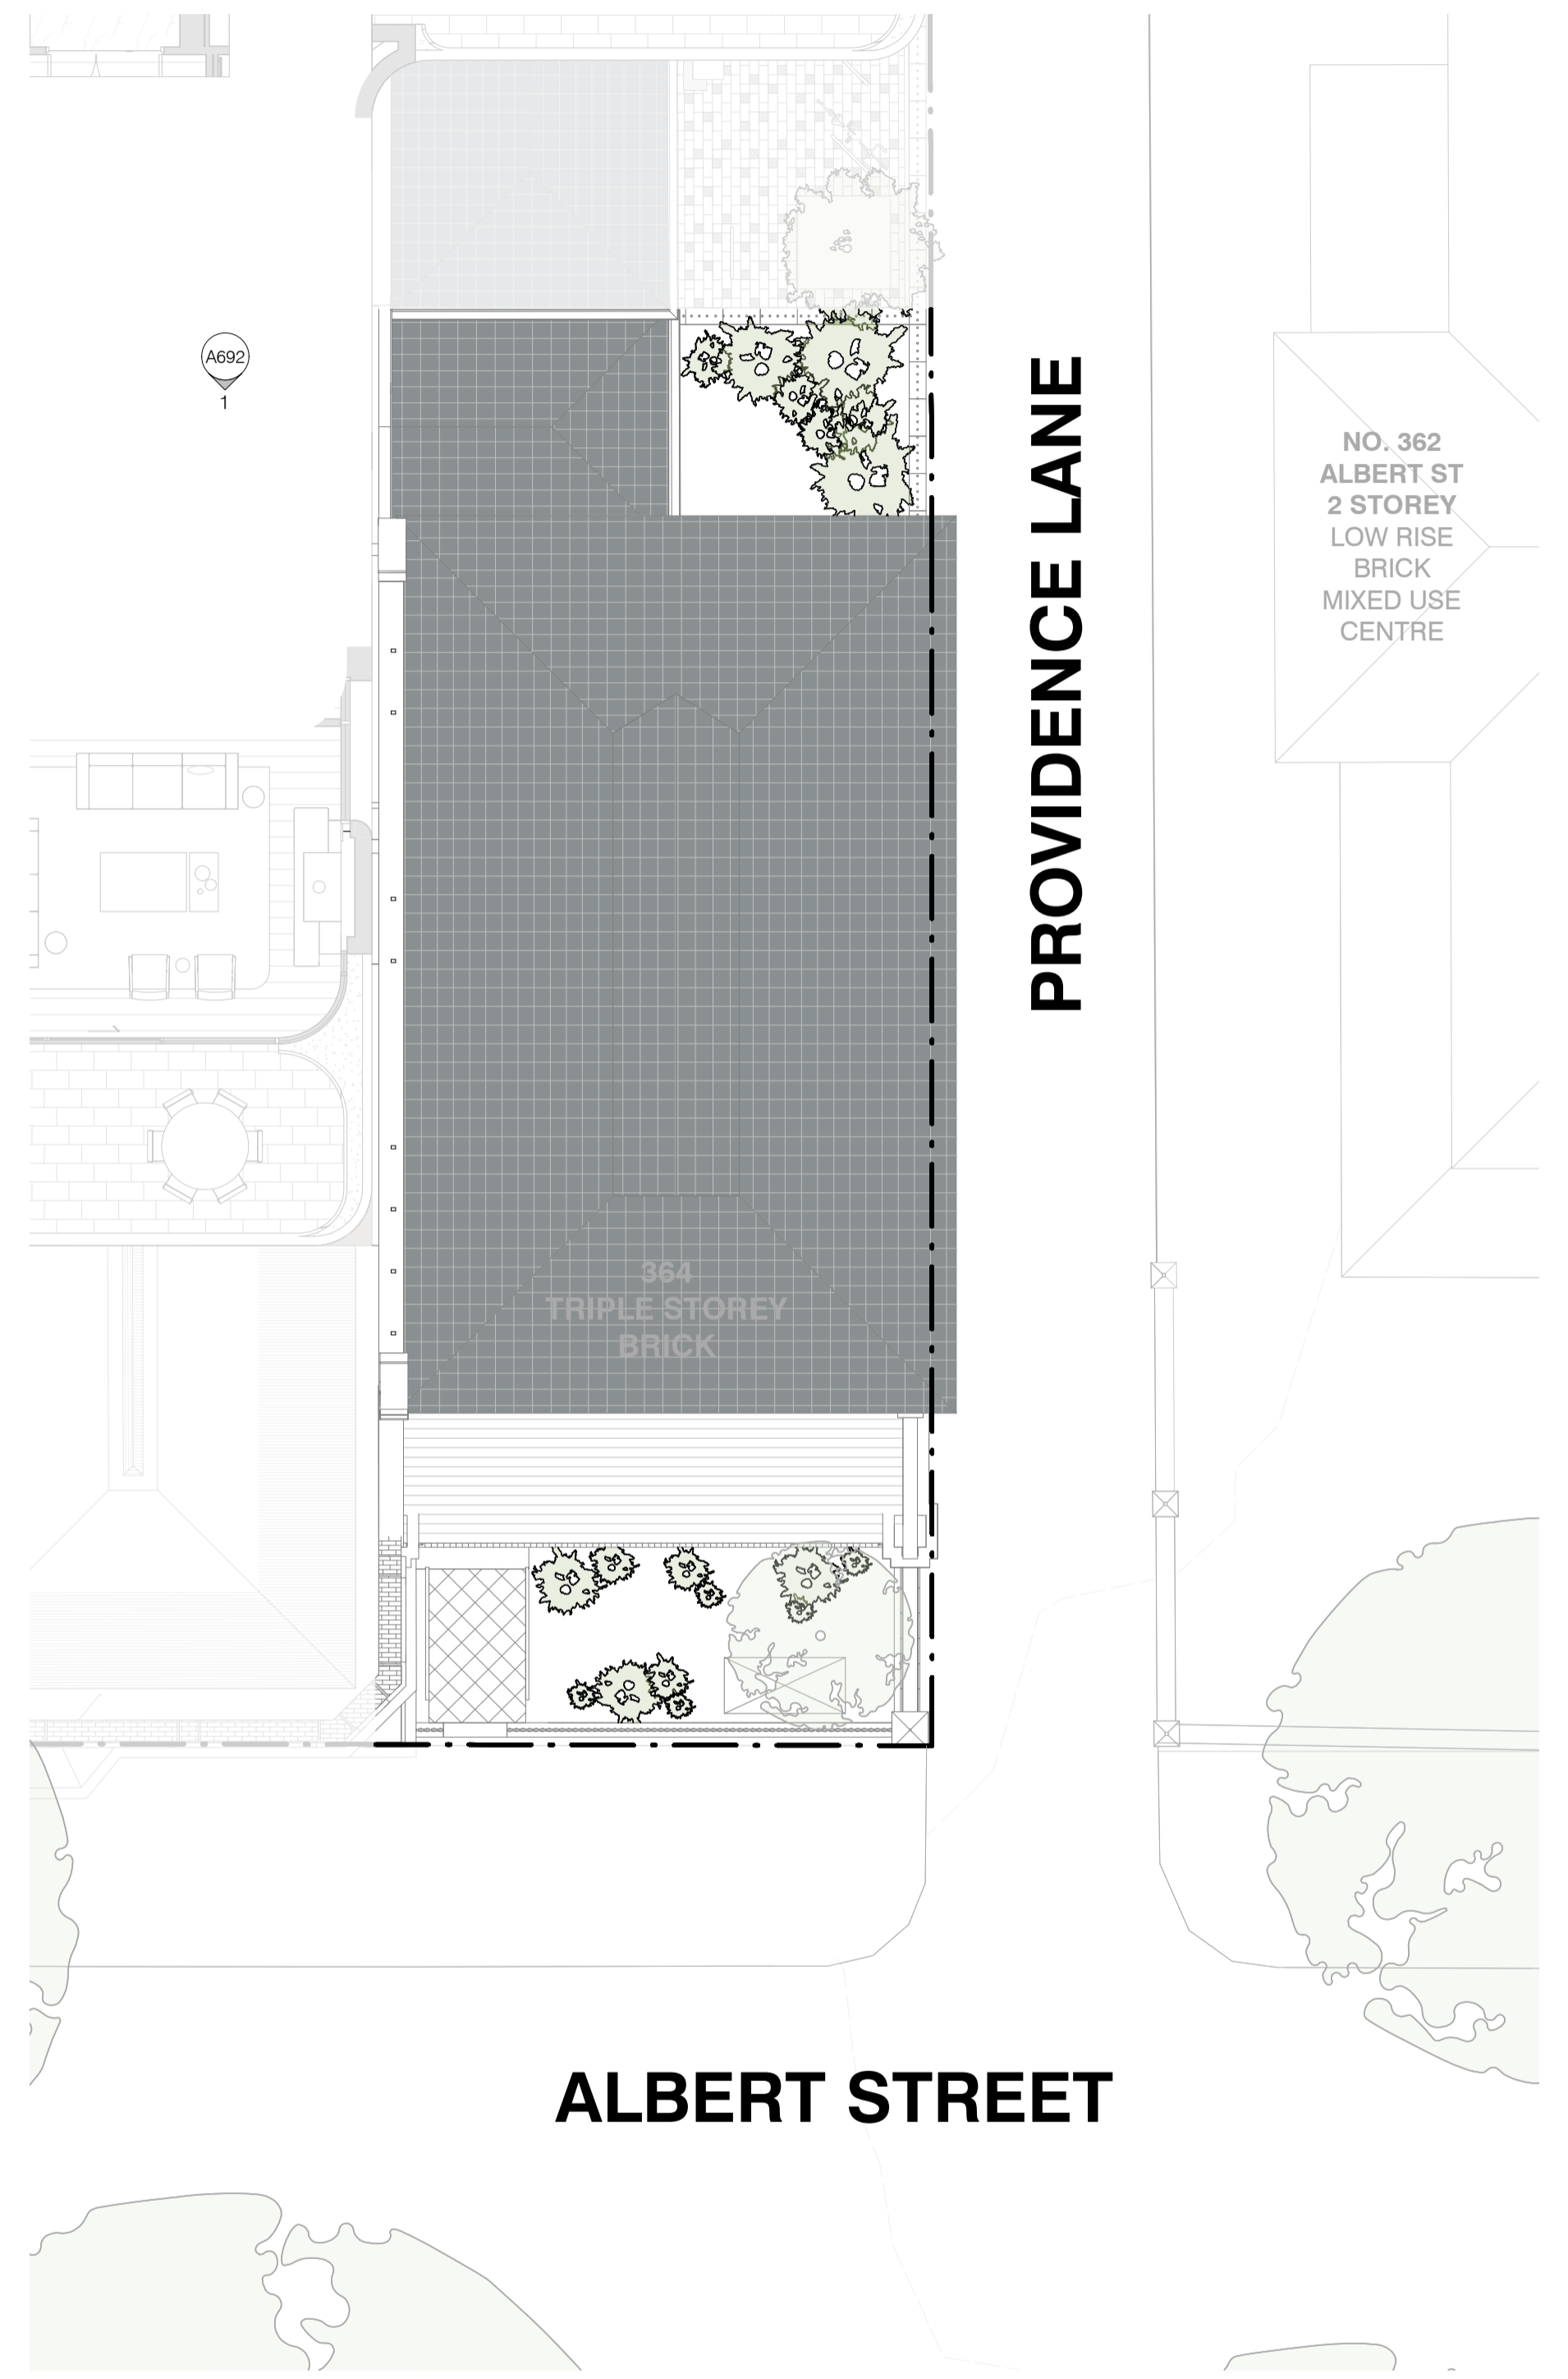 A692
1
PROVIDENCE LANE
NO. 362
ALBERT ST
2 STOREY
LOW RISE
BRICK
MIXED USE
CENTRE
364
TRIPLE STOREY
BRICK
ALBERT STREET